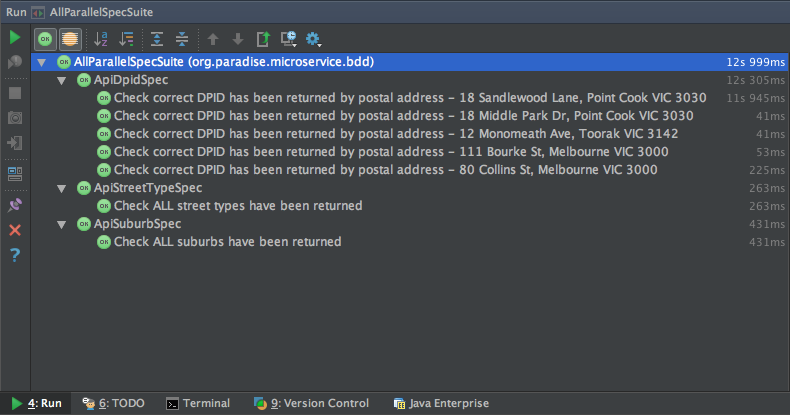 Run AllParallelSpecSuite
AllParallelSpecSuite (org.paradise.microservice.bdd) 12s 999ms
OK ApiDpidSpec 12s 305ms
OK Check correct DPID has been returned by postal address – 18 Sandlewood Lane, Point Cook VIC 3030 11s 945ms
OK Check correct DPID has been returned by postal address – 18 Middle Park Dr, Point Cook VIC 3030 41ms
OK Check correct DPID has been returned by postal address – 12 Monomeath Ave, Toorak VIC 3142 41ms
OK Check correct DPID has been returned by postal address – 111 Bourke St, Melbourne VIC 3000 53ms
OK Check correct DPID has been returned by postal address – 80 Collins St, Melbourne VIC 3000 225ms
OK ApiStreetTypeSpec 263ms
OK Check ALL street types have been returned 263ms
OK ApiSuburbSpec 431ms
OK Check ALL suburbs have been returned 431ms
4: Run 6: TODO Terminal 9: Version Control Java Enterprise